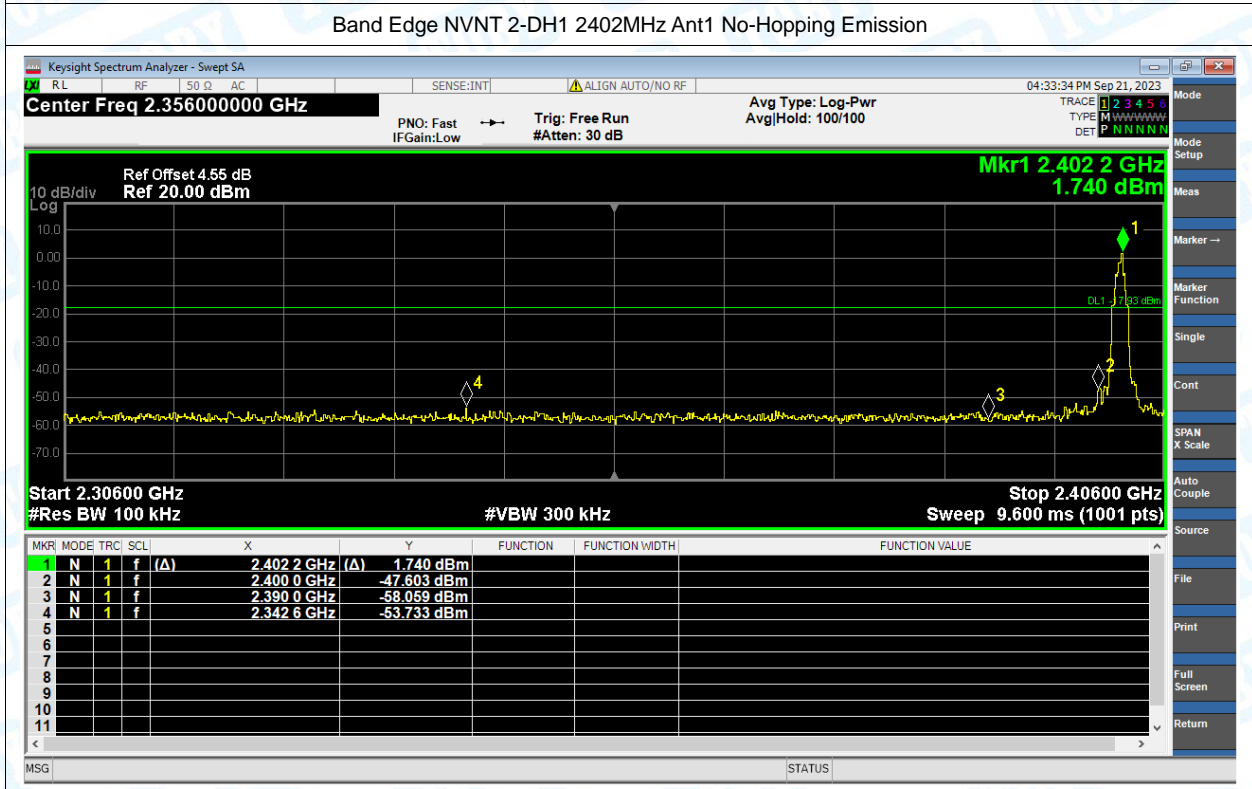 Band Edge NVNT 2-DH1 2402MHz Ant1 No-Hopping Emission
Keysight Spectrum Analyzer - Swept SA
LXI RL RF 50 Ω AC SENSE:INT ALIGN AUTO/NO RF 04:33:34 PM Sep 21, 2023
Center Freq 2.356000000 GHz
PNO: Fast
IFGain:Low
Trig: Free Run
#Atten: 30 dB
Avg Type: Log-Pwr
Avg|Hold: 100/100
TRACE 1 2 3 4 5 6
TYPE M W W W W W
DET P N N N N N
Mode
Mode Setup
Meas
Marker →
Marker Function
Single
Cont
SPAN X Scale
Auto Couple
Source
File
Print
Full Screen
Return
Mkr1 2.402 2 GHz
1.740 dBm
Ref Offset 4.55 dB
10 dB/div Ref 20.00 dBm
Log
10.0
0.00
-10.0
-20.0
-30.0
-40.0
-50.0
-60.0
-70.0
1
DL1 -17.93 dBm
2
3
4
Start 2.30600 GHz Stop 2.40600 GHz
#Res BW 100 kHz #VBW 300 kHz Sweep 9.600 ms (1001 pts)
MKR MODE TRC SCL X Y FUNCTION FUNCTION WIDTH FUNCTION VALUE
1 N 1 f (Δ) 2.402 2 GHz (Δ) 1.740 dBm
2 N 1 f 2.400 0 GHz -47.603 dBm
3 N 1 f 2.390 0 GHz -58.059 dBm
4 N 1 f 2.342 6 GHz -53.733 dBm
5
6
7
8
9
10
11
MSG STATUS